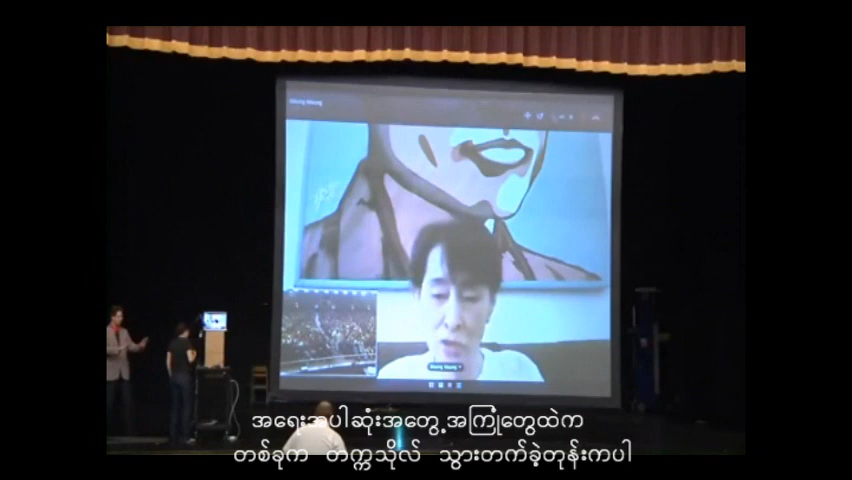 အရေးအပါဆုံးအတွေ့အကြုံတွေထဲက
တစ်ခုက တက္ကသိုလ် သွားတက်ခဲ့တုန်းကပါ